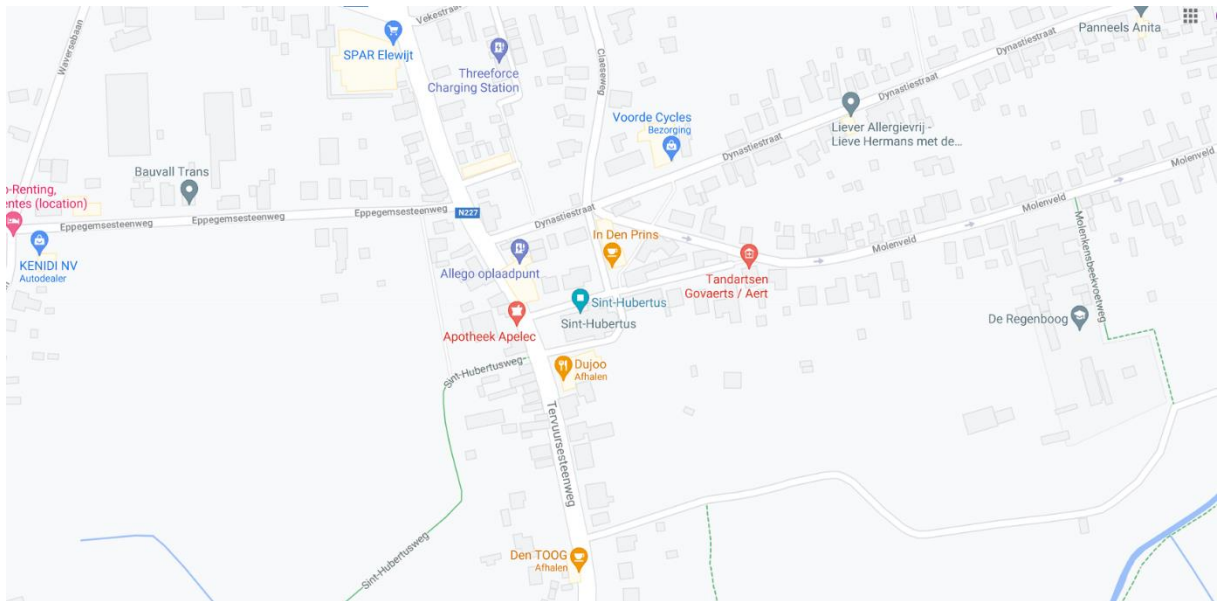 Vekestraat
Waversebaan
SPAR Elewijt
Threeforce
Charging Station
Claeseweg
Panneels Anita
Dynastiestraat
Dynastiestraat
Voorde Cycles
Bezorging
Liever Allergievrij -
Lieve Hermans met de...
Dynastiestraat
Bauvall Trans
o-Renting,
entes (location)
Eppegemsesteenweg
Eppegemsesteenweg
N227
Dynastiestraat
Molenveld
Molenveld
Molenkensbeekvoetweg
In Den Prins
KENIDI NV
Autodealer
Allego oplaadpunt
Tandartsen
Govaerts / Aert
Sint-Hubertus
Sint-Hubertus
De Regenboog
Apotheek Apelec
Sint-Hubertusweg
Dujoo
Afhalen
Tervuursesteenweg
Den TOOG
Afhalen
Sint-Hubertusweg